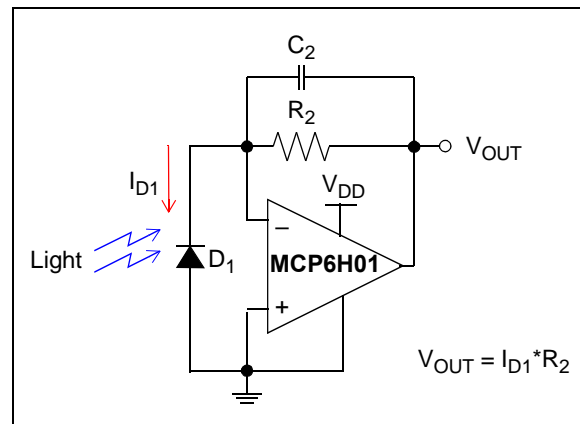 C2
R2
VOUT
ID1
VDD
−
Light
D1
MCP6H01
+
VOUT = ID1*R2